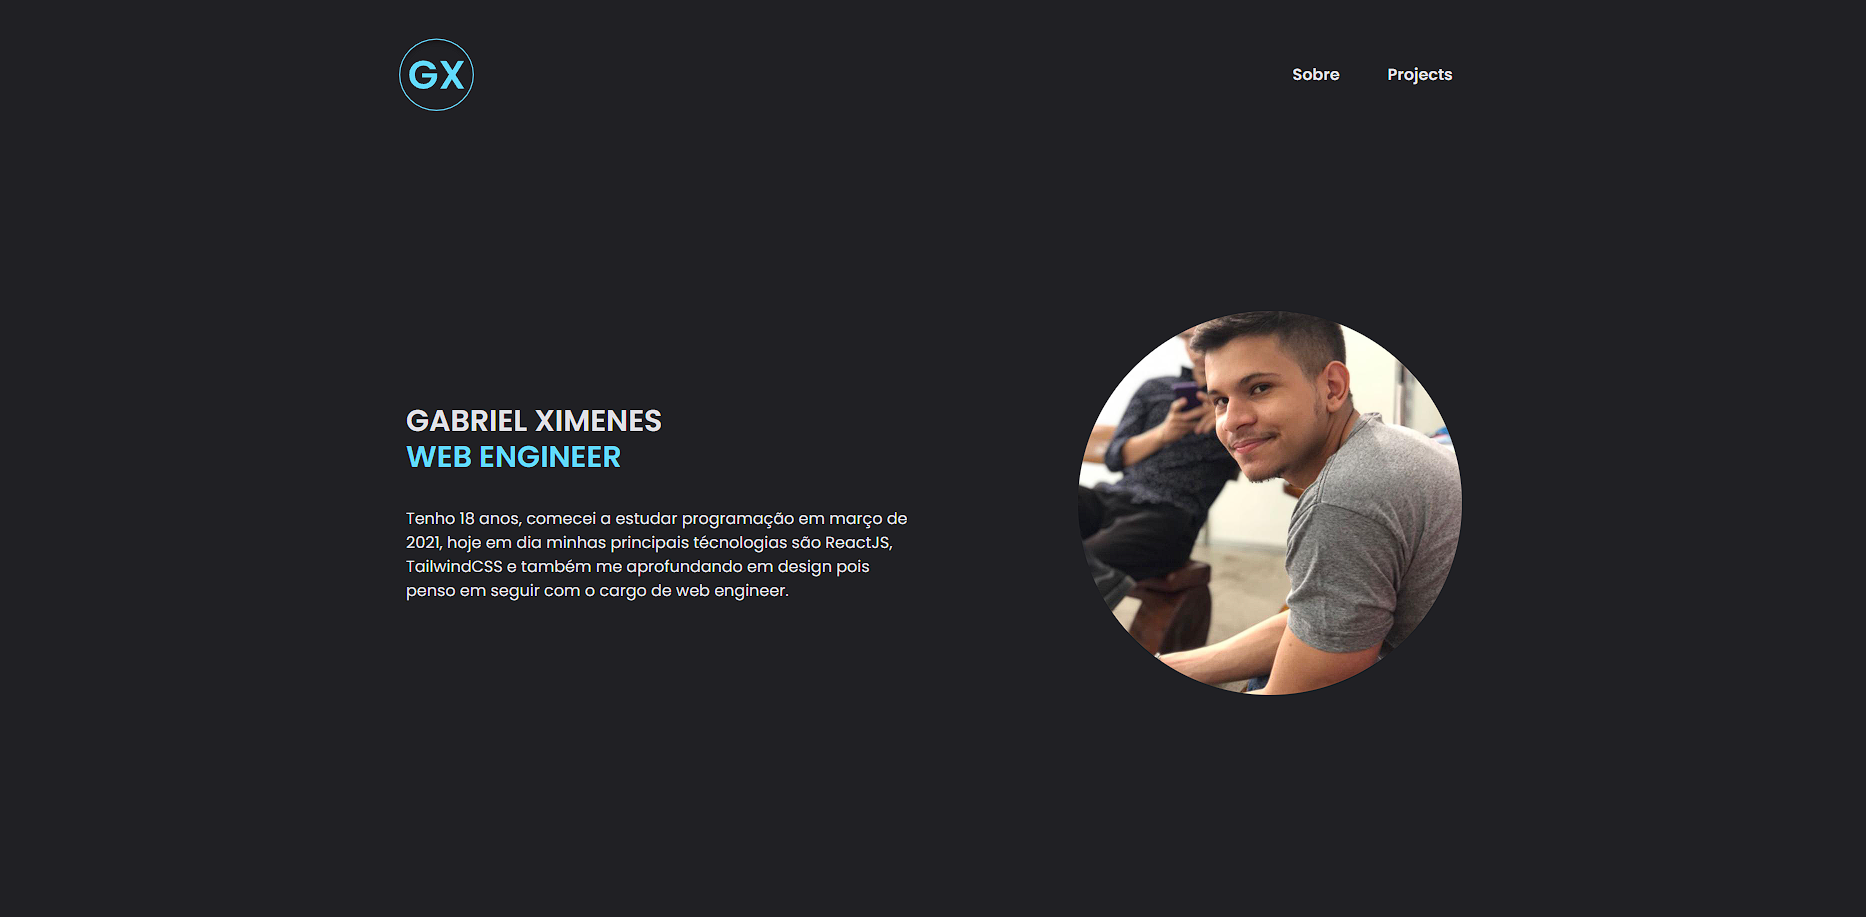 GX
Sobre
Projects
GABRIEL XIMENES
WEB ENGINEER
Tenho 18 anos, comecei a estudar programação em março de
2021, hoje em dia minhas principais técnologias são ReactJS,
TailwindCSS e também me aprofundando em design pois
penso em seguir com o cargo de web engineer.